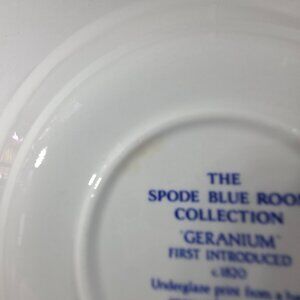 THE
SPODE BLUE ROO
COLLECTION
"GERANIUM"
FIRST INTRODUCED
c.1820
Underglaze print from a